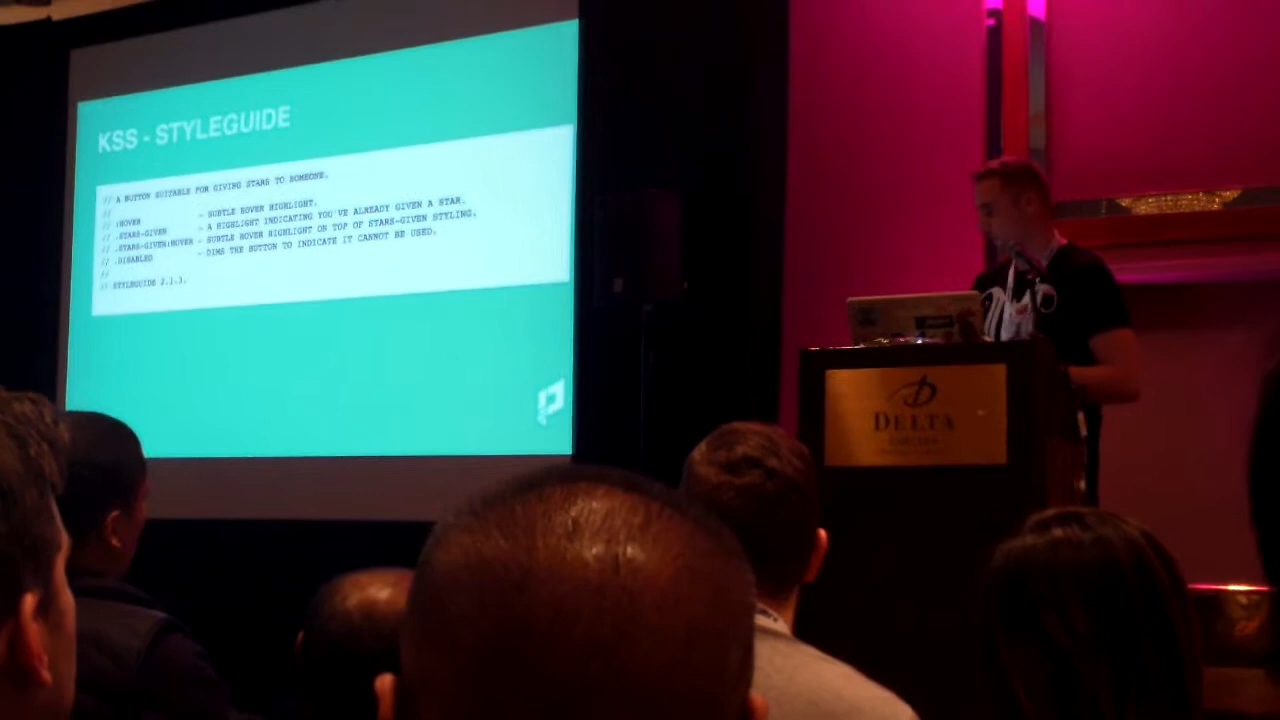 KSS - STYLEGUIDE
// A BUTTON SUITABLE FOR GIVING STARS TO SOMEONE.
//
// :HOVER - SUBTLE HOVER HIGHLIGHT.
// .STARS-GIVEN - A HIGHLIGHT INDICATING YOU'VE ALREADY GIVEN A STAR.
// .STARS-GIVEN:HOVER - SUBTLE HOVER HIGHLIGHT ON TOP OF STARS-GIVEN STYLING.
// .DISABLED - DIMS THE BUTTON TO INDICATE IT CANNOT BE USED.
//
// STYLEGUIDE 2.1.3.
DELTA